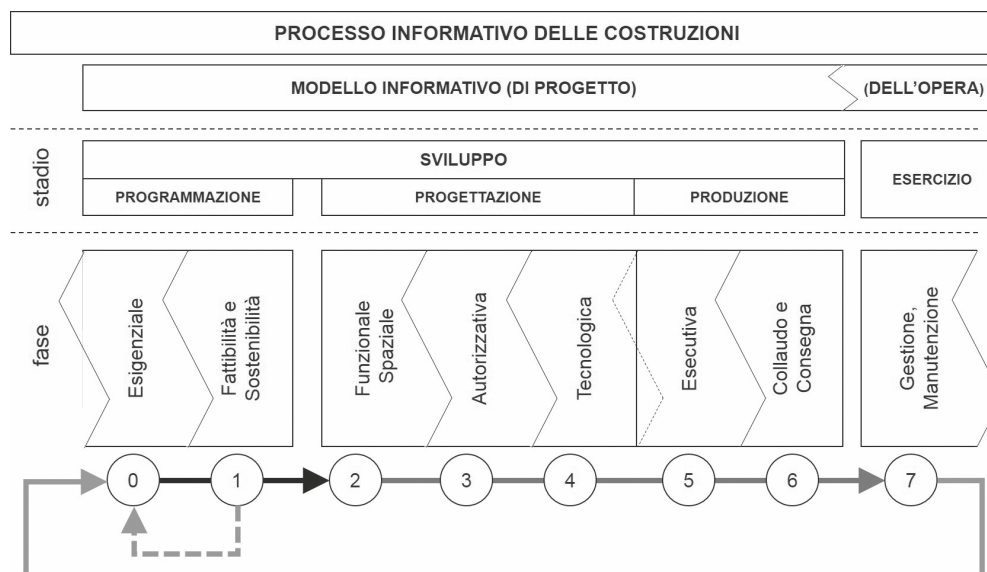 PROCESSO INFORMATIVO DELLE COSTRUZIONI
MODELLO INFORMATIVO (DI PROGETTO)
(DELL'OPERA)
stadio
SVILUPPO
PROGRAMMAZIONE
PROGETTAZIONE
PRODUZIONE
ESERCIZIO
fase
Esigenziale
Fattibilità e
Sostenibilità
Funzionale
Spaziale
Autorizzativa
Tecnologica
Esecutiva
Collaudo e
Consegna
Gestione,
Manutenzione
0
1
2
3
4
5
6
7